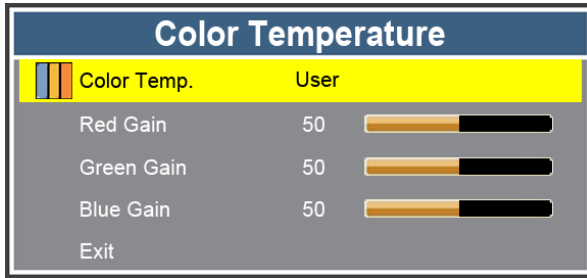 Color Temperature
Color Temp. User
Red Gain 50
Green Gain 50
Blue Gain 50
Exit